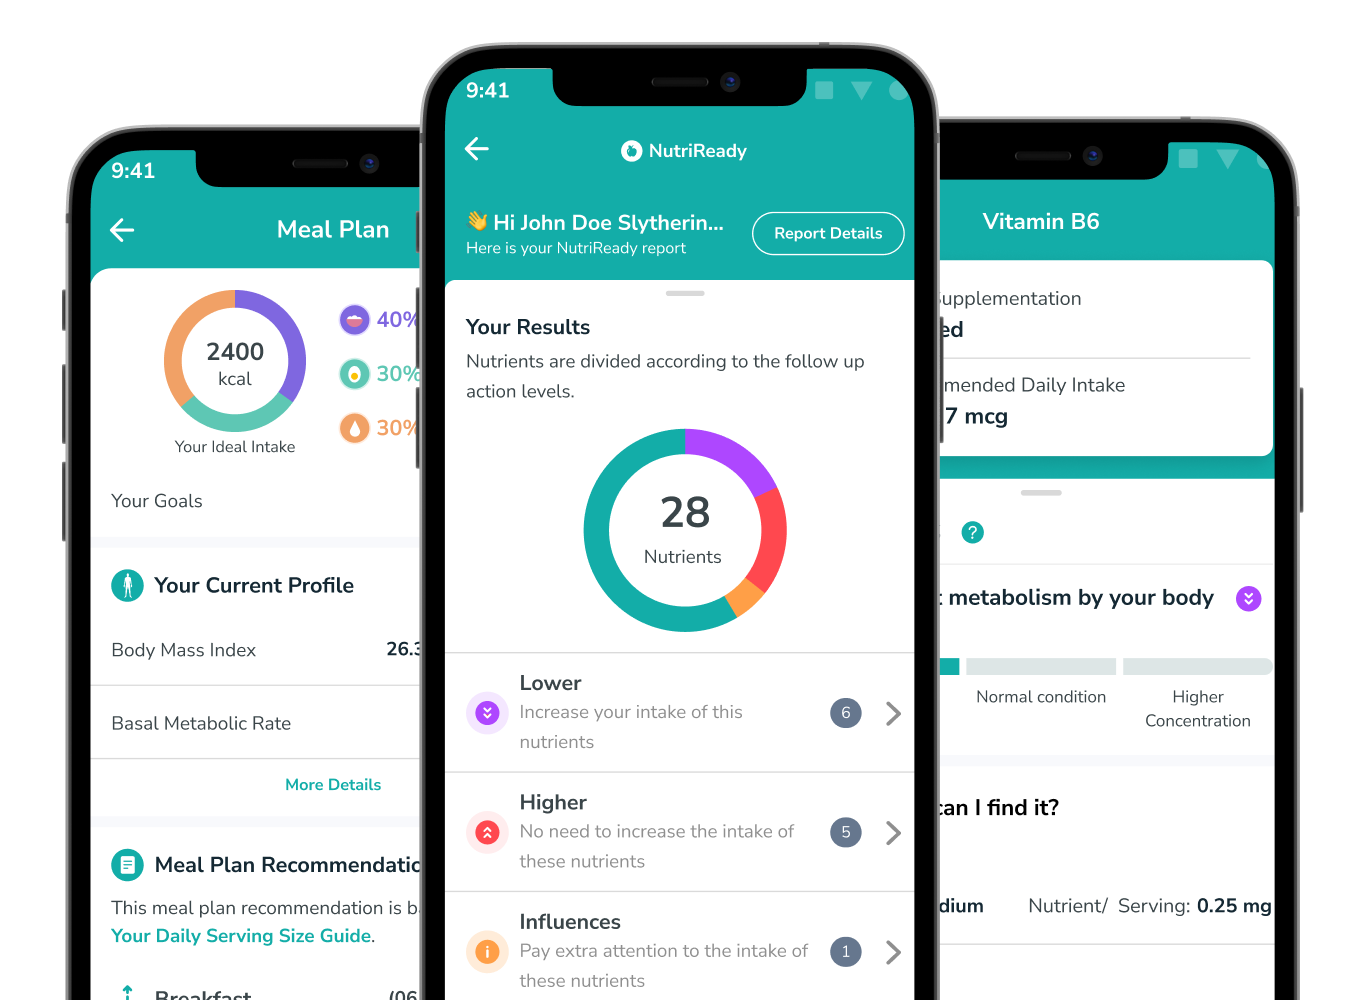 9:41
Meal Plan
2400
kcal
Your Ideal Intake
40%
30%
30%
Your Goals
Your Current Profile
Body Mass Index
26.3
Basal Metabolic Rate
More Details
Meal Plan Recommendatio
This meal plan recommendation is b
Your Daily Serving Size Guide.
Breakfast
(06
9:41
NutriReady
👋 Hi John Doe Slytherin...
Here is your NutriReady report
Report Details
Your Results
Nutrients are divided according to the follow up
action levels.
28
Nutrients
Lower
Increase your intake of this
nutrients
6
Higher
No need to increase the intake of
these nutrients
5
Influences
Pay extra attention to the intake of
these nutrients
1
Vitamin B6
upplementation
ed
mended Daily Intake
7 mcg
?
t metabolism by your body
Normal condition
Higher
Concentration
can I find it?
dium
Nutrient/ Serving: 0.25 mg